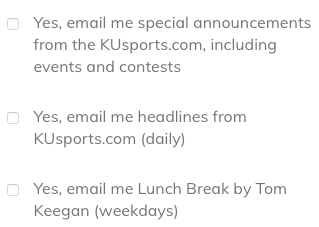 Yes, email me special announcements
from the KUsports.com, including
events and contests
Yes, email me headlines from
KUsports.com (daily)
Yes, email me Lunch Break by Tom
Keegan (weekdays)